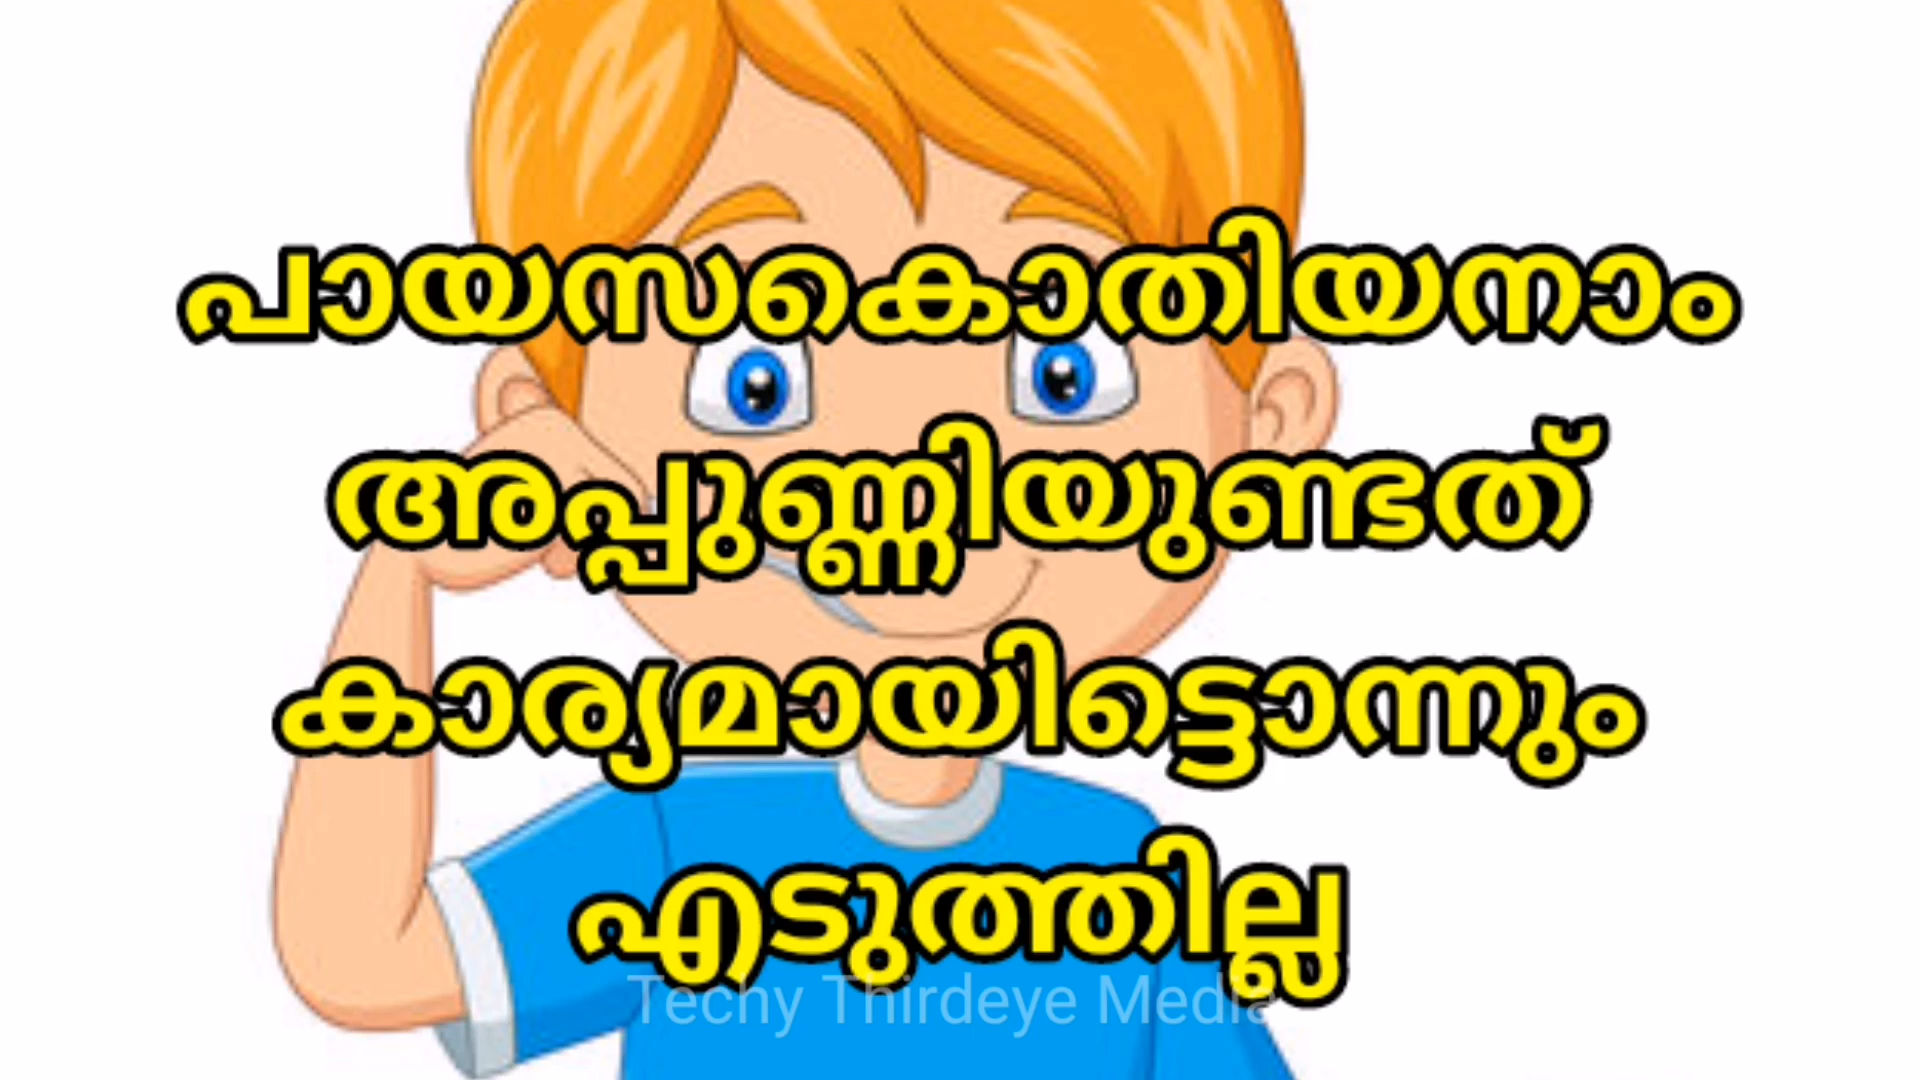 പായസകൊതിയനാം
അപ്പുണ്ണിയുണ്ടത്
കാര്യമായിട്ടൊന്നും
എടുത്തില്ല
Techy Thirdeye Media